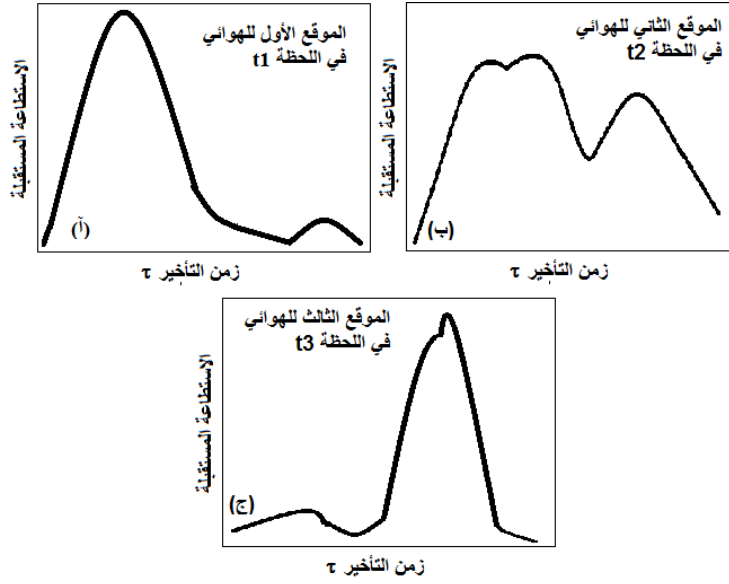 الموقع الأول للهوائي
في اللحظة t1
الاستطاعة المستقبلة
(أ)
زمن التأخير τ
الموقع الثاني للهوائي
في اللحظة t2
الاستطاعة المستقبلة
(ب)
زمن التأخير τ
الموقع الثالث للهوائي
في اللحظة t3
الاستطاعة المستقبلة
(ج)
زمن التأخير τ